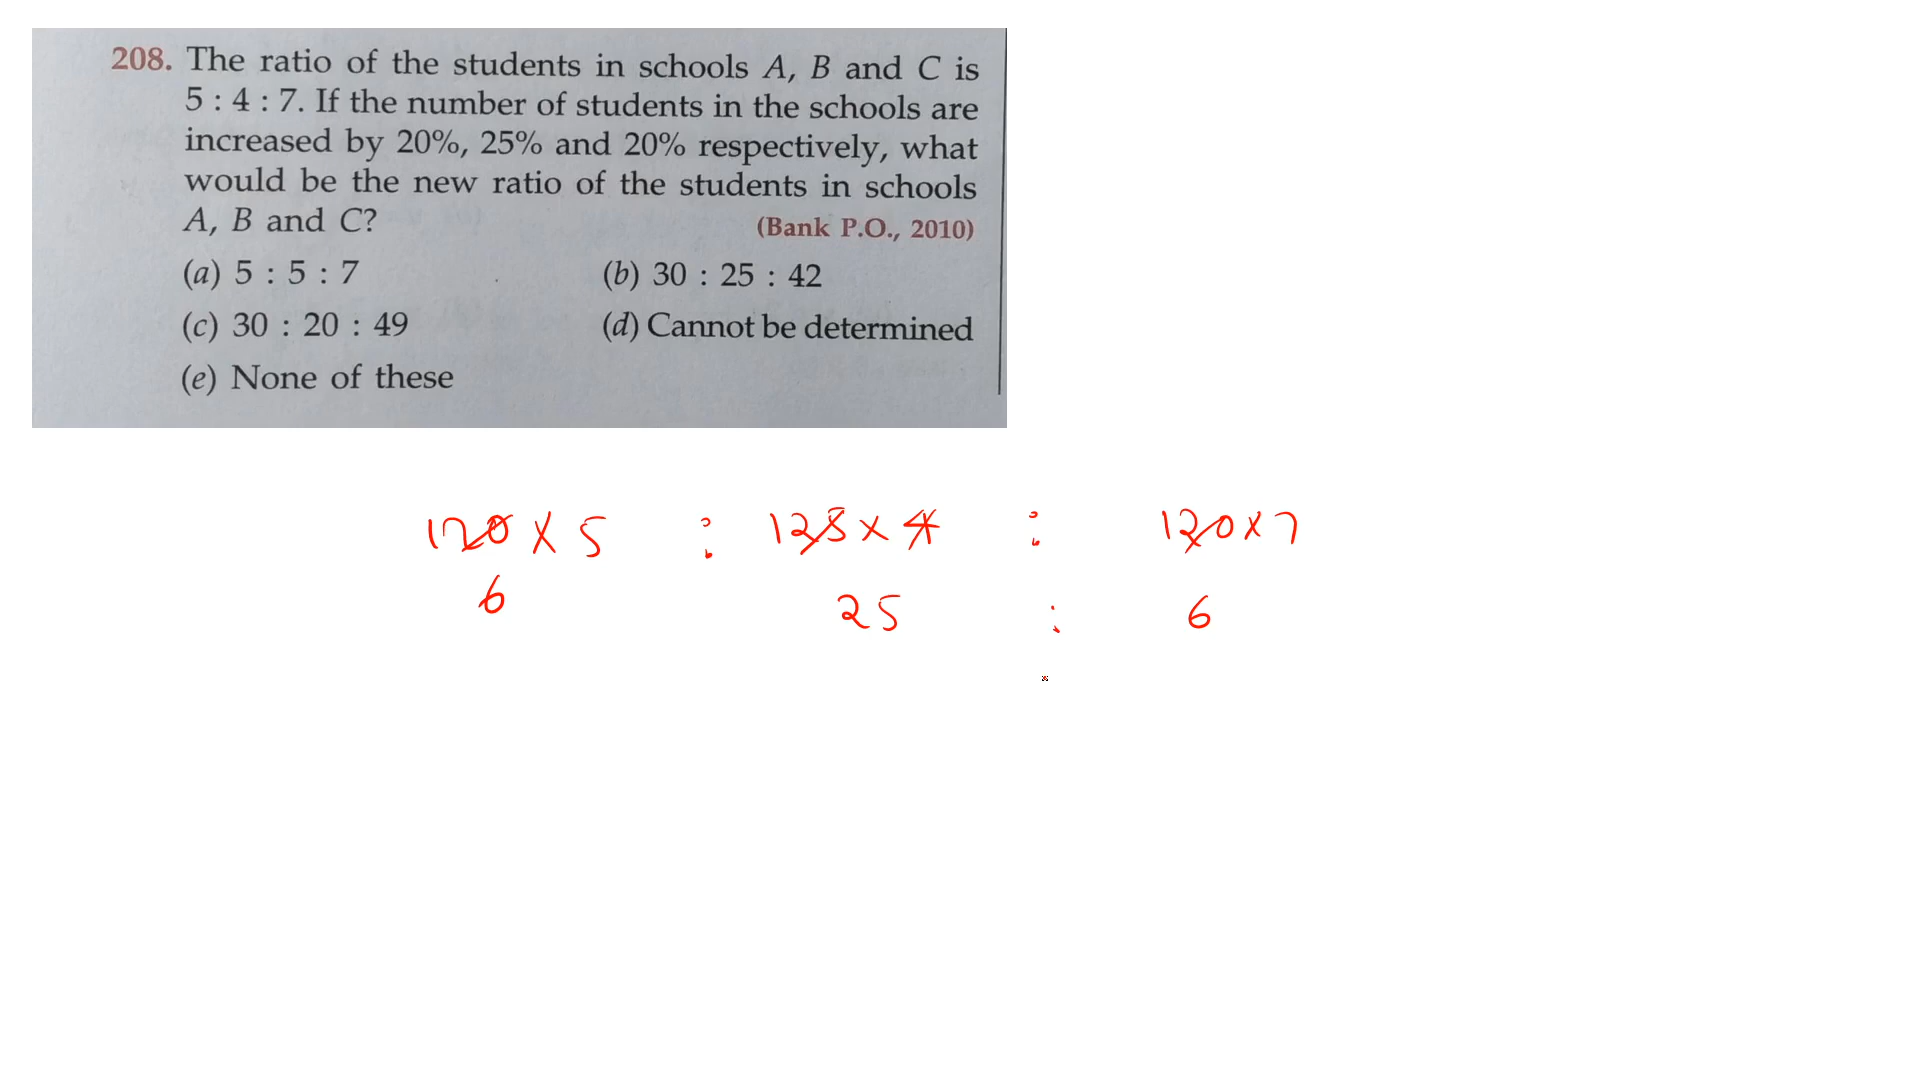 208. The ratio of the students in schools A, B and C is
5 : 4 : 7. If the number of students in the schools are
increased by 20%, 25% and 20% respectively, what
would be the new ratio of the students in schools
A, B and C? (Bank P.O., 2010)
(a) 5 : 5 : 7 (b) 30 : 25 : 42
(c) 30 : 20 : 49 (d) Cannot be determined
(e) None of these
120 x 5 : 125 x 4 : 120 x 7
6 25 : 6